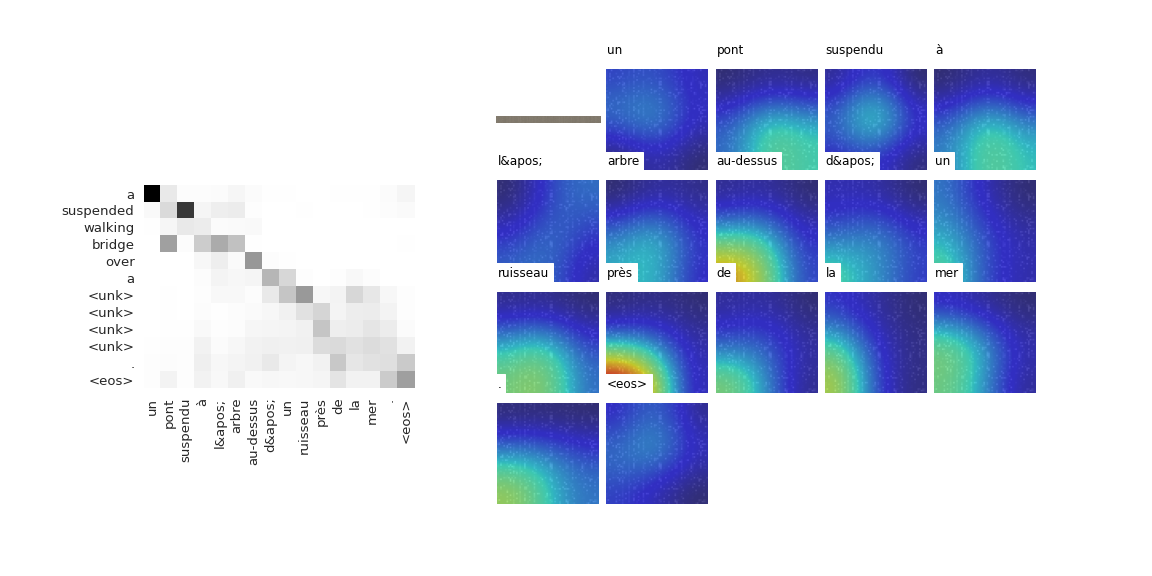 a
suspended
walking
bridge
over
a
<unk>
<unk>
<unk>
<unk>
.
<eos>
un
pont
suspendu
à
l&apos;
arbre
au-dessus
d&apos;
un
ruisseau
près
de
la
mer
.
<eos>
un pont suspendu à
l&apos; arbre au-dessus d&apos; un
ruisseau près de la mer
. <eos>